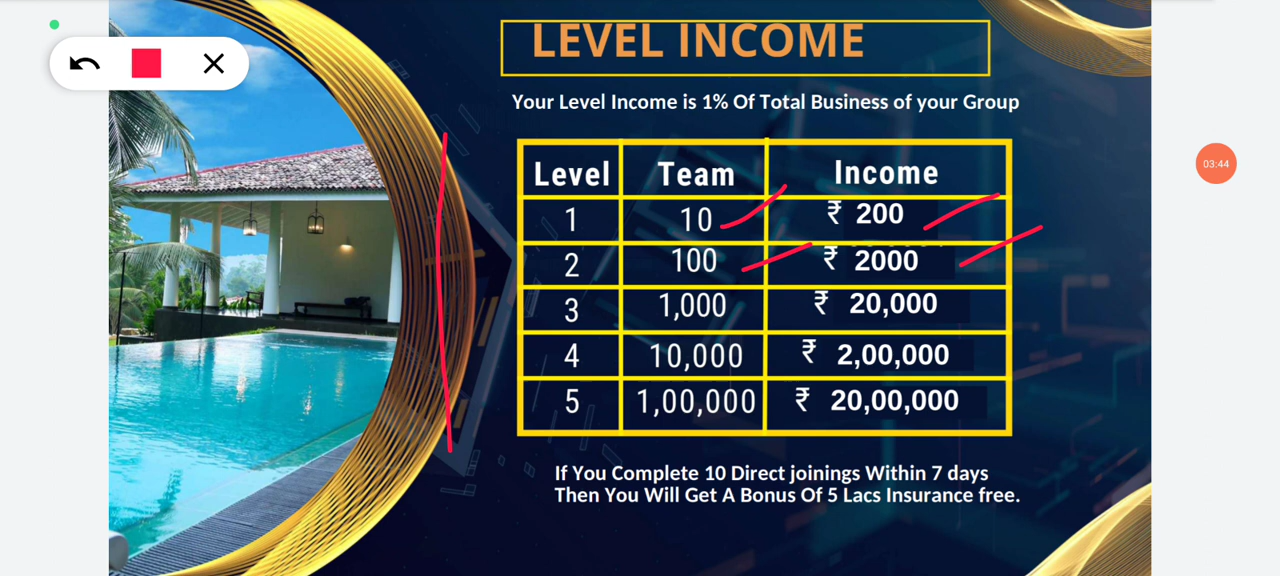 LEVEL INCOME
Your Level Income is 1% Of Total Business of your Group
Level Team Income
1 10 ₹ 200
2 100 ₹ 2000
3 1,000 ₹ 20,000
4 10,000 ₹ 2,00,000
5 1,00,000 ₹ 20,00,000
If You Complete 10 Direct joinings Within 7 days
Then You Will Get A Bonus Of 5 Lacs Insurance free.
03:44